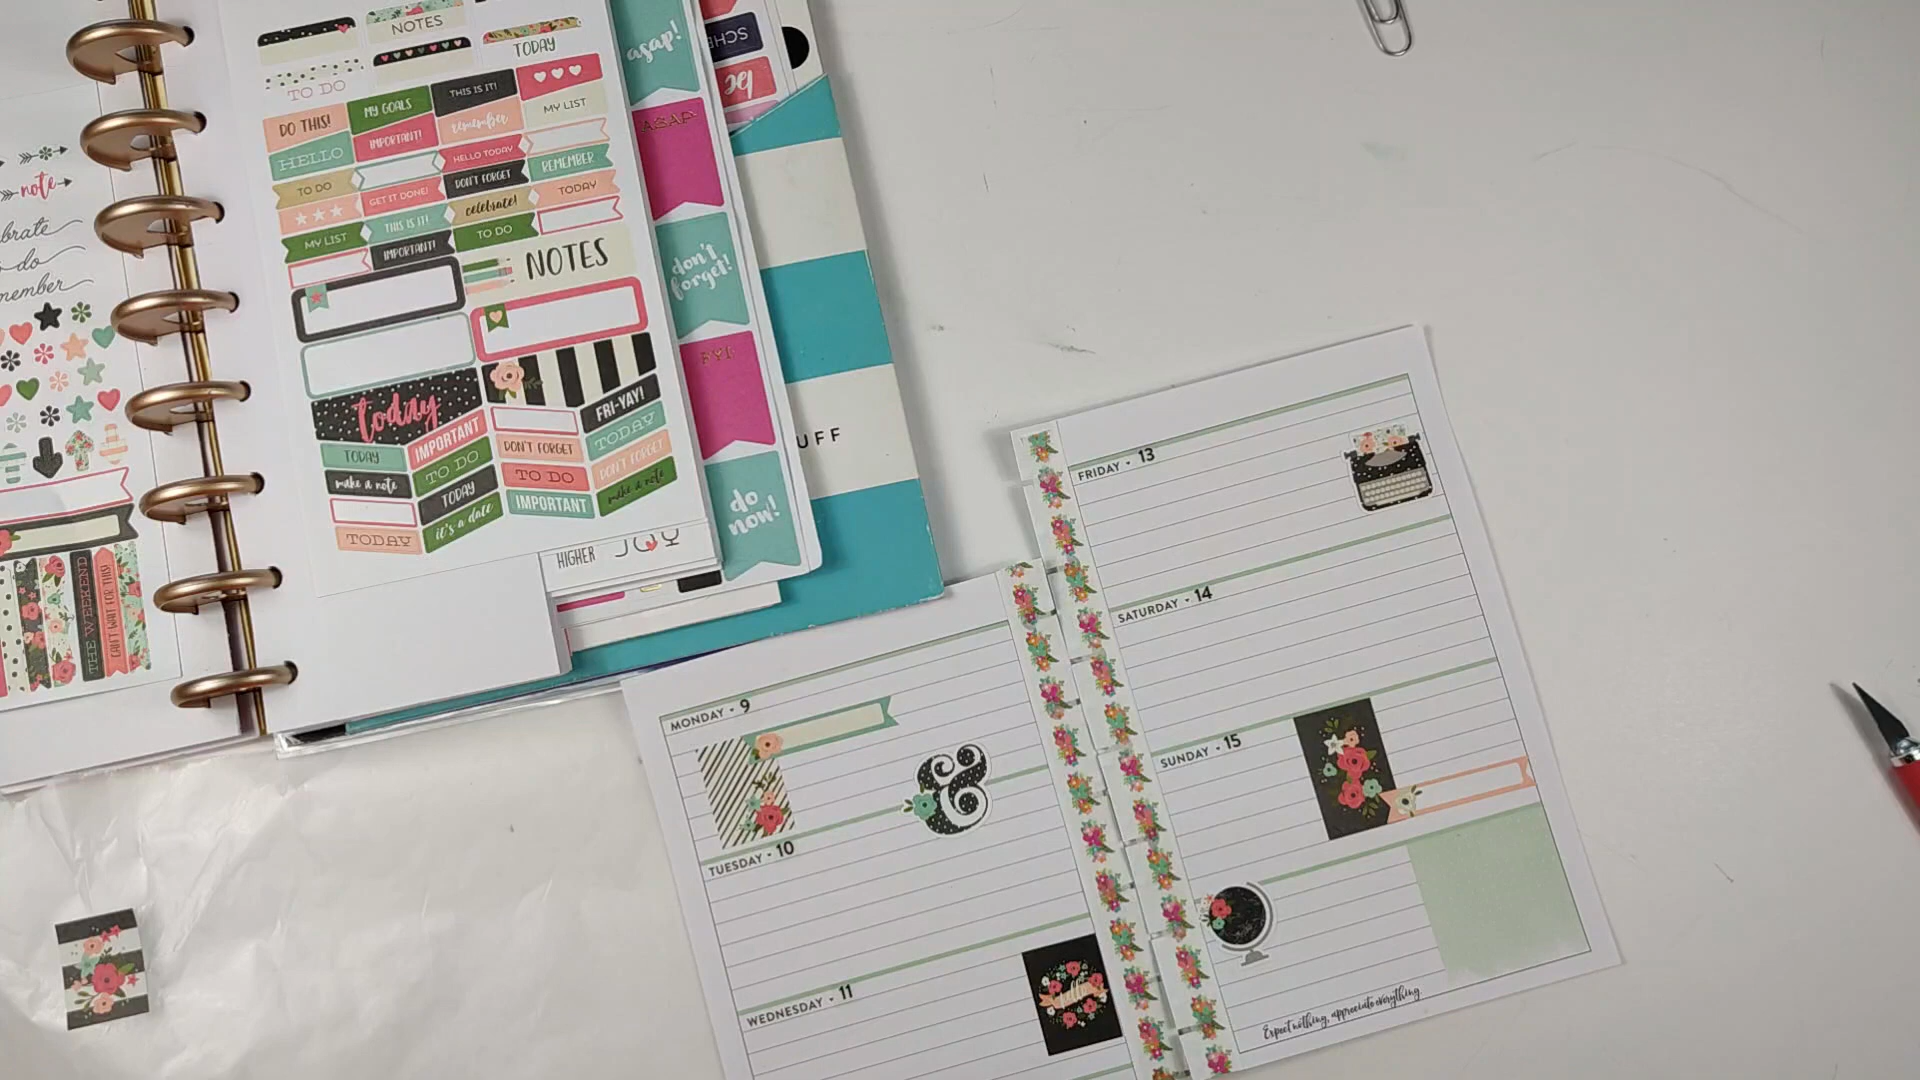 note
brate
do
member
THE WEEKEND
CAN'T WAIT FOR THIS!
NOTES
TODAY
TO DO
DO THIS!
MY GOALS
THIS IS IT!
HELLO
IMPORTANT!
remember
MY LIST
HELLO TODAY
TO DO
DON'T FORGET
REMEMBER
GET IT DONE!
celebrate!
TODAY
MY LIST
THIS IS IT!
TO DO
IMPORTANT!
NOTES
today
FRI-YAY!
TODAY
IMPORTANT
DON'T FORGET
TODAY
make a note
TO DO
TO DO
DON'T FORGET
TODAY
IMPORTANT
make a note
TODAY
it's a date
HIGHER
JOY
asap!
ASAP
don't
forget!
FYI
do
now!
UFF
MONDAY · 9
TUESDAY · 10
WEDNESDAY · 11
hello
FRIDAY · 13
SATURDAY · 14
SUNDAY · 15
Expect nothing, appreciate everything.